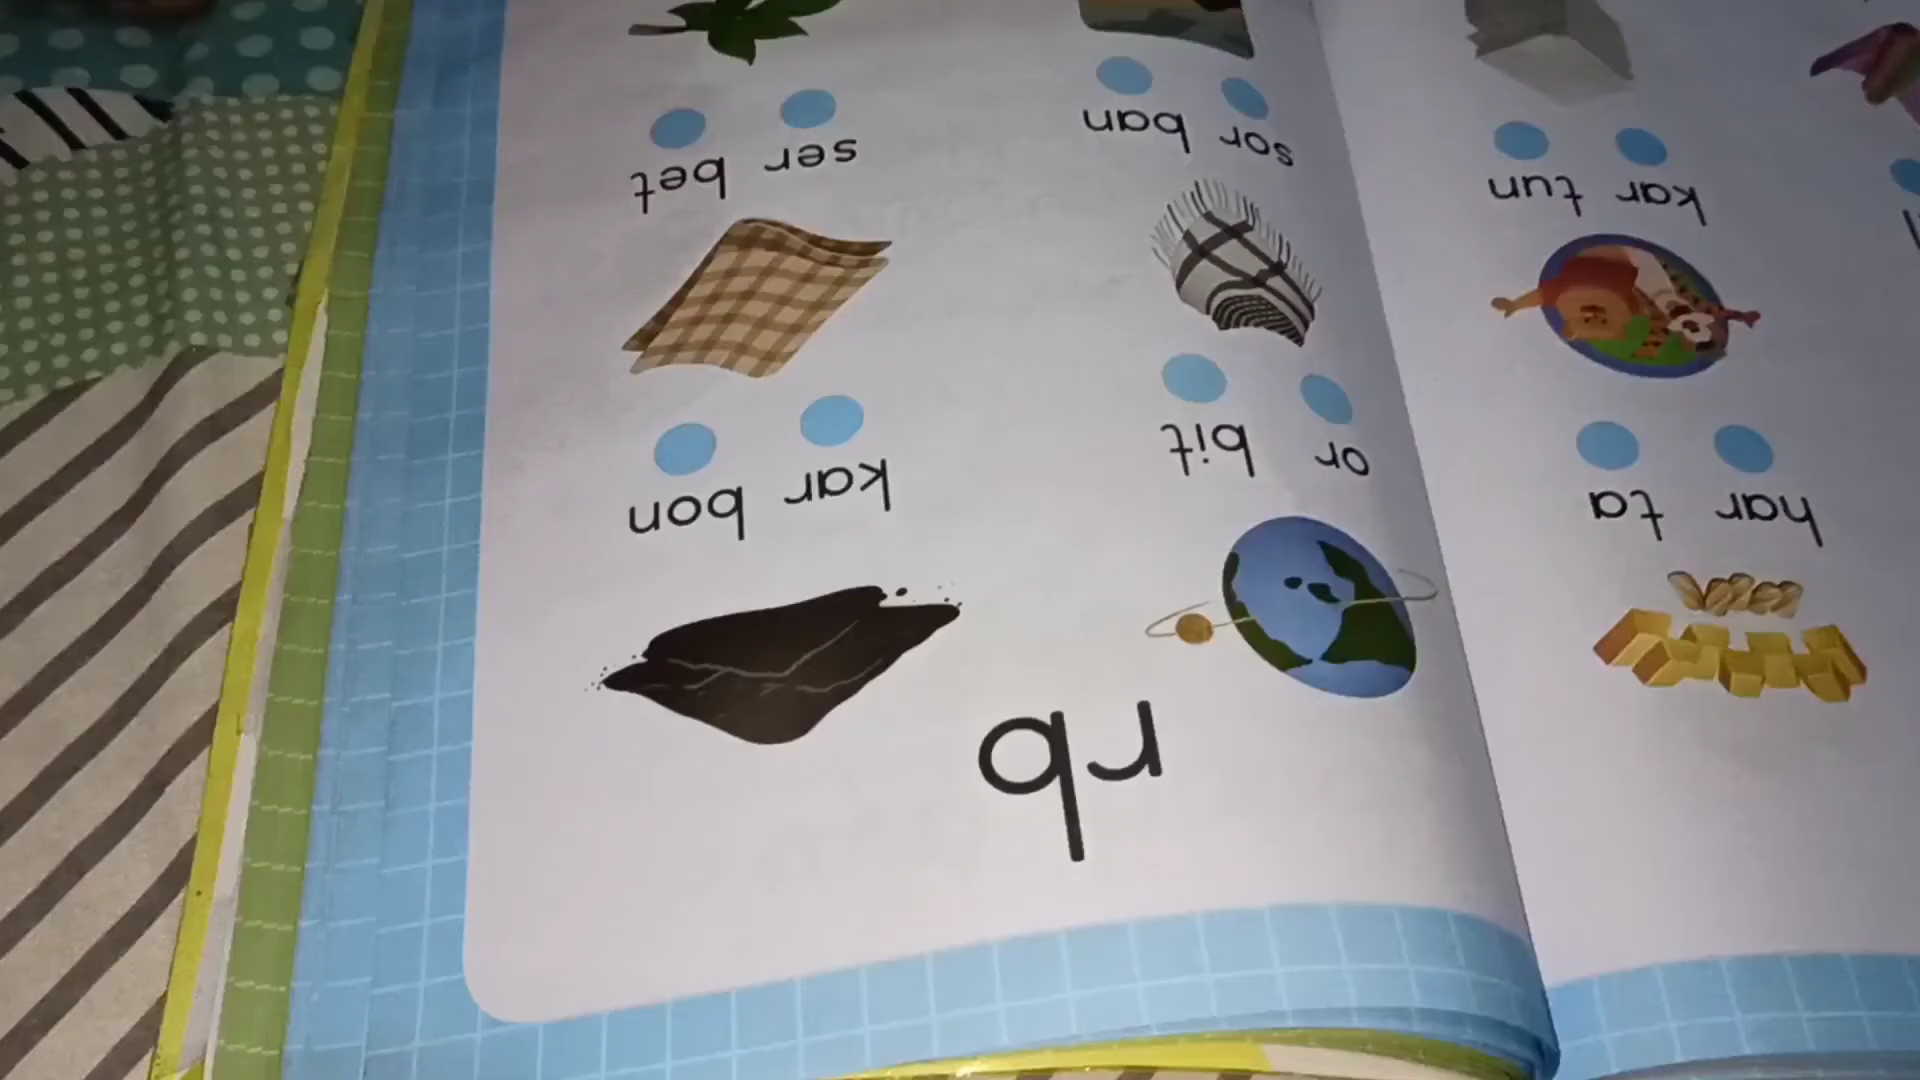 har ta
kar tun
rb
or bit
kar bon
sor ban
ser bet